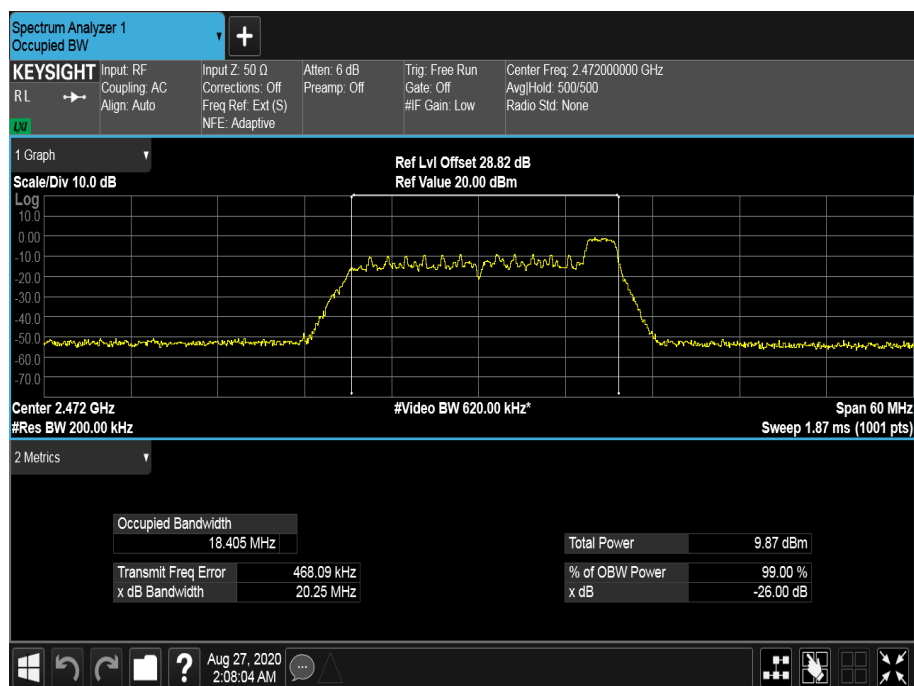 Spectrum Analyzer 1
Occupied BW
+
KEYSIGHT
R L
LXI
Input: RF
Coupling: AC
Align: Auto
Input Z: 50 Ω
Corrections: Off
Freq Ref: Ext (S)
NFE: Adaptive
Atten: 6 dB
Preamp: Off
Trig: Free Run
Gate: Off
#IF Gain: Low
Center Freq: 2.472000000 GHz
Avg|Hold: 500/500
Radio Std: None
1 Graph
Scale/Div 10.0 dB
Ref Lvl Offset 28.82 dB
Ref Value 20.00 dBm
Log
10.0
0.00
-10.0
-20.0
-30.0
-40.0
-50.0
-60.0
-70.0
Center 2.472 GHz
#Video BW 620.00 kHz*
Span 60 MHz
#Res BW 200.00 kHz
Sweep 1.87 ms (1001 pts)
2 Metrics
Occupied Bandwidth
18.405 MHz
Total Power 9.87 dBm
Transmit Freq Error 468.09 kHz
% of OBW Power 99.00 %
x dB Bandwidth 20.25 MHz
x dB -26.00 dB
?
Aug 27, 2020
2:08:04 AM